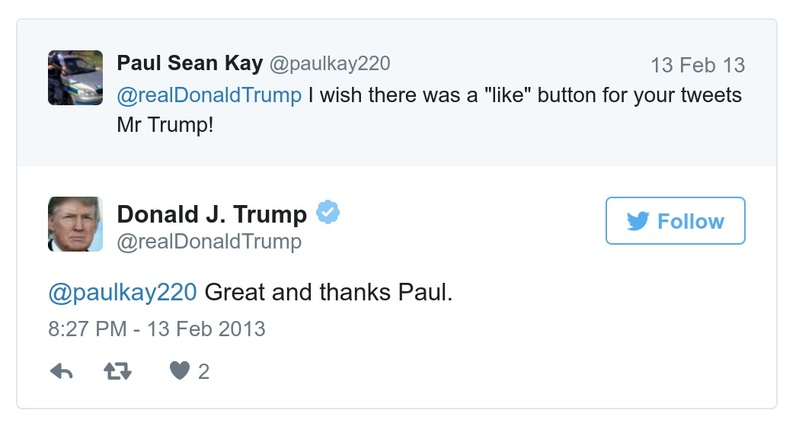 Paul Sean Kay @paulkay220 13 Feb 13
@realDonaldTrump I wish there was a "like" button for your tweets
Mr Trump!
Donald J. Trump
@realDonaldTrump
Follow
@paulkay220 Great and thanks Paul.
8:27 PM - 13 Feb 2013
2